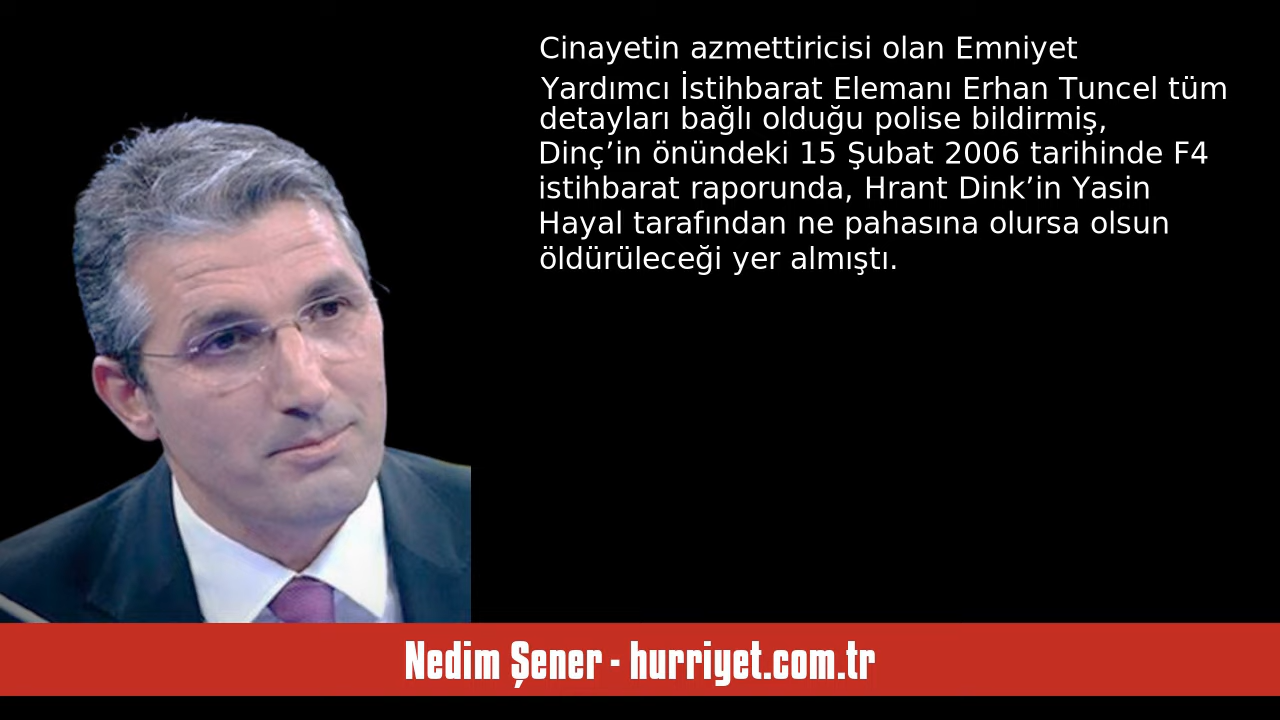 Cinayetin azmettiricisi olan Emniyet
Yardımcı İstihbarat Elemanı Erhan Tuncel tüm
detayları bağlı olduğu polise bildirmiş,
Dinç’in önündeki 15 Şubat 2006 tarihinde F4
istihbarat raporunda, Hrant Dink’in Yasin
Hayal tarafından ne pahasına olursa olsun
öldürüleceği yer almıştı.
Nedim Şener - hurriyet.com.tr